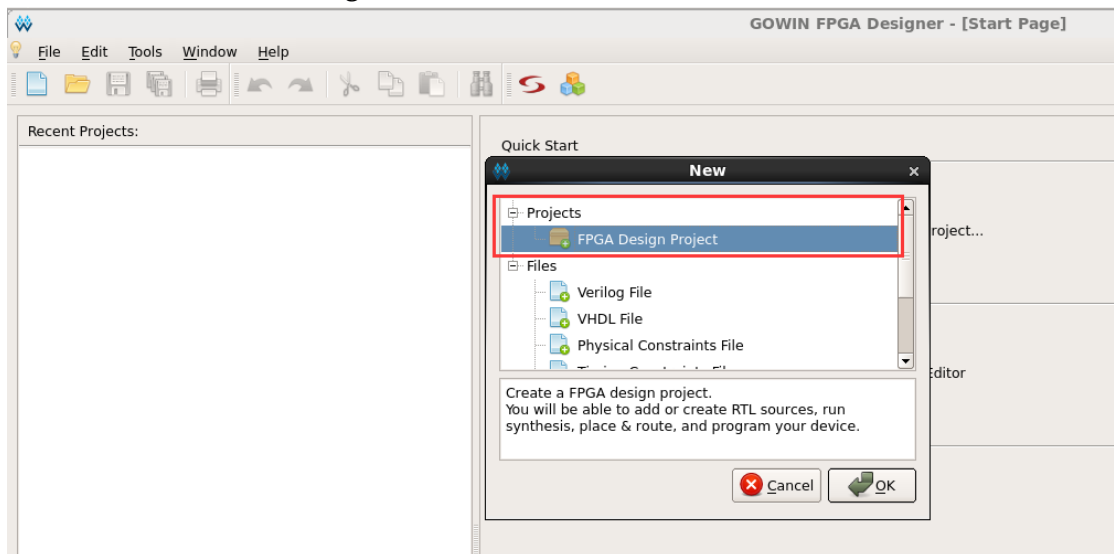 GOWIN FPGA Designer - [Start Page]
File Edit Tools Window Help
Recent Projects:
Quick Start
New
Projects
FPGA Design Project
Files
Verilog File
VHDL File
Physical Constraints File
roject...
Editor
Create a FPGA design project.
You will be able to add or create RTL sources, run
synthesis, place & route, and program your device.
Cancel OK